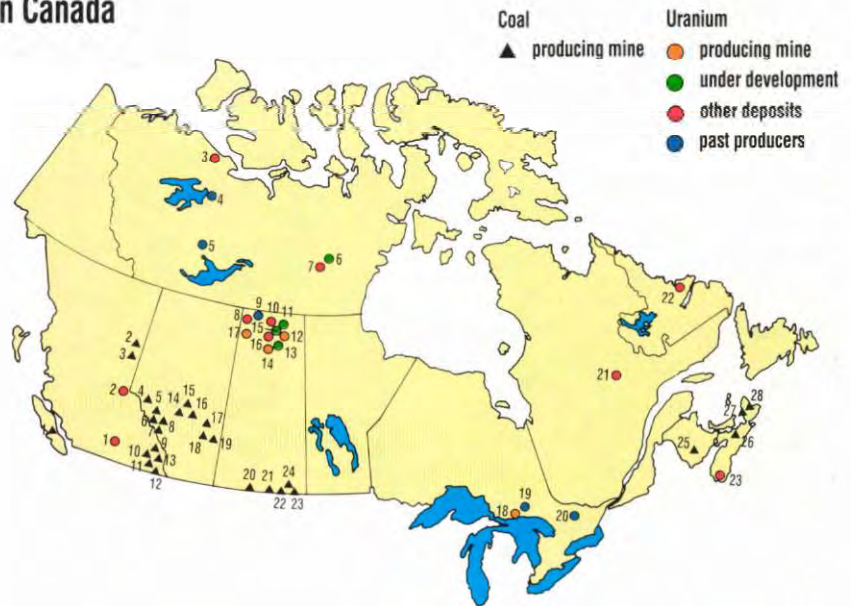 n Canada
Coal
▲ producing mine
Uranium
producing mine
under development
other deposits
past producers
3
4
5
7 6
22
9 10 11
8
15
17 12
16 13
14
2
3
21
2 4 5 14 15
16
6 8 17
7
18 19
1 9
10 13
11
12
20 21 24
22 23
19
18 20
8 28
27
25 26
23